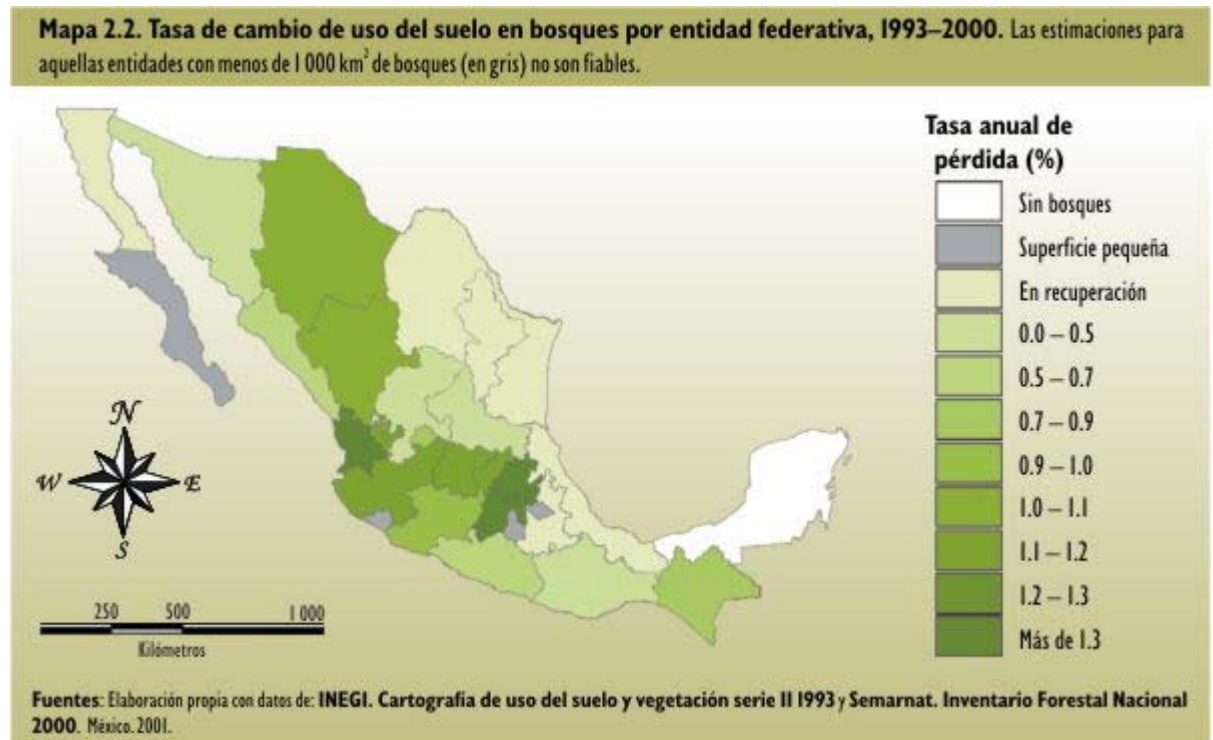 Mapa 2.2. Tasa de cambio de uso del suelo en bosques por entidad federativa, 1993–2000. Las estimaciones para
aquellas entidades con menos de 1 000 km² de bosques (en gris) no son fiables.
Tasa anual de
pérdida (%)
Sin bosques
Superficie pequeña
En recuperación
0.0 – 0.5
0.5 – 0.7
0.7 – 0.9
0.9 – 1.0
1.0 – 1.1
1.1 – 1.2
1.2 – 1.3
Más de 1.3
N
W E
S
250 500 1 000
Kilómetros
Fuentes: Elaboración propia con datos de: INEGI. Cartografía de uso del suelo y vegetación serie II 1993 y Semarnat. Inventario Forestal Nacional
2000. México. 2001.